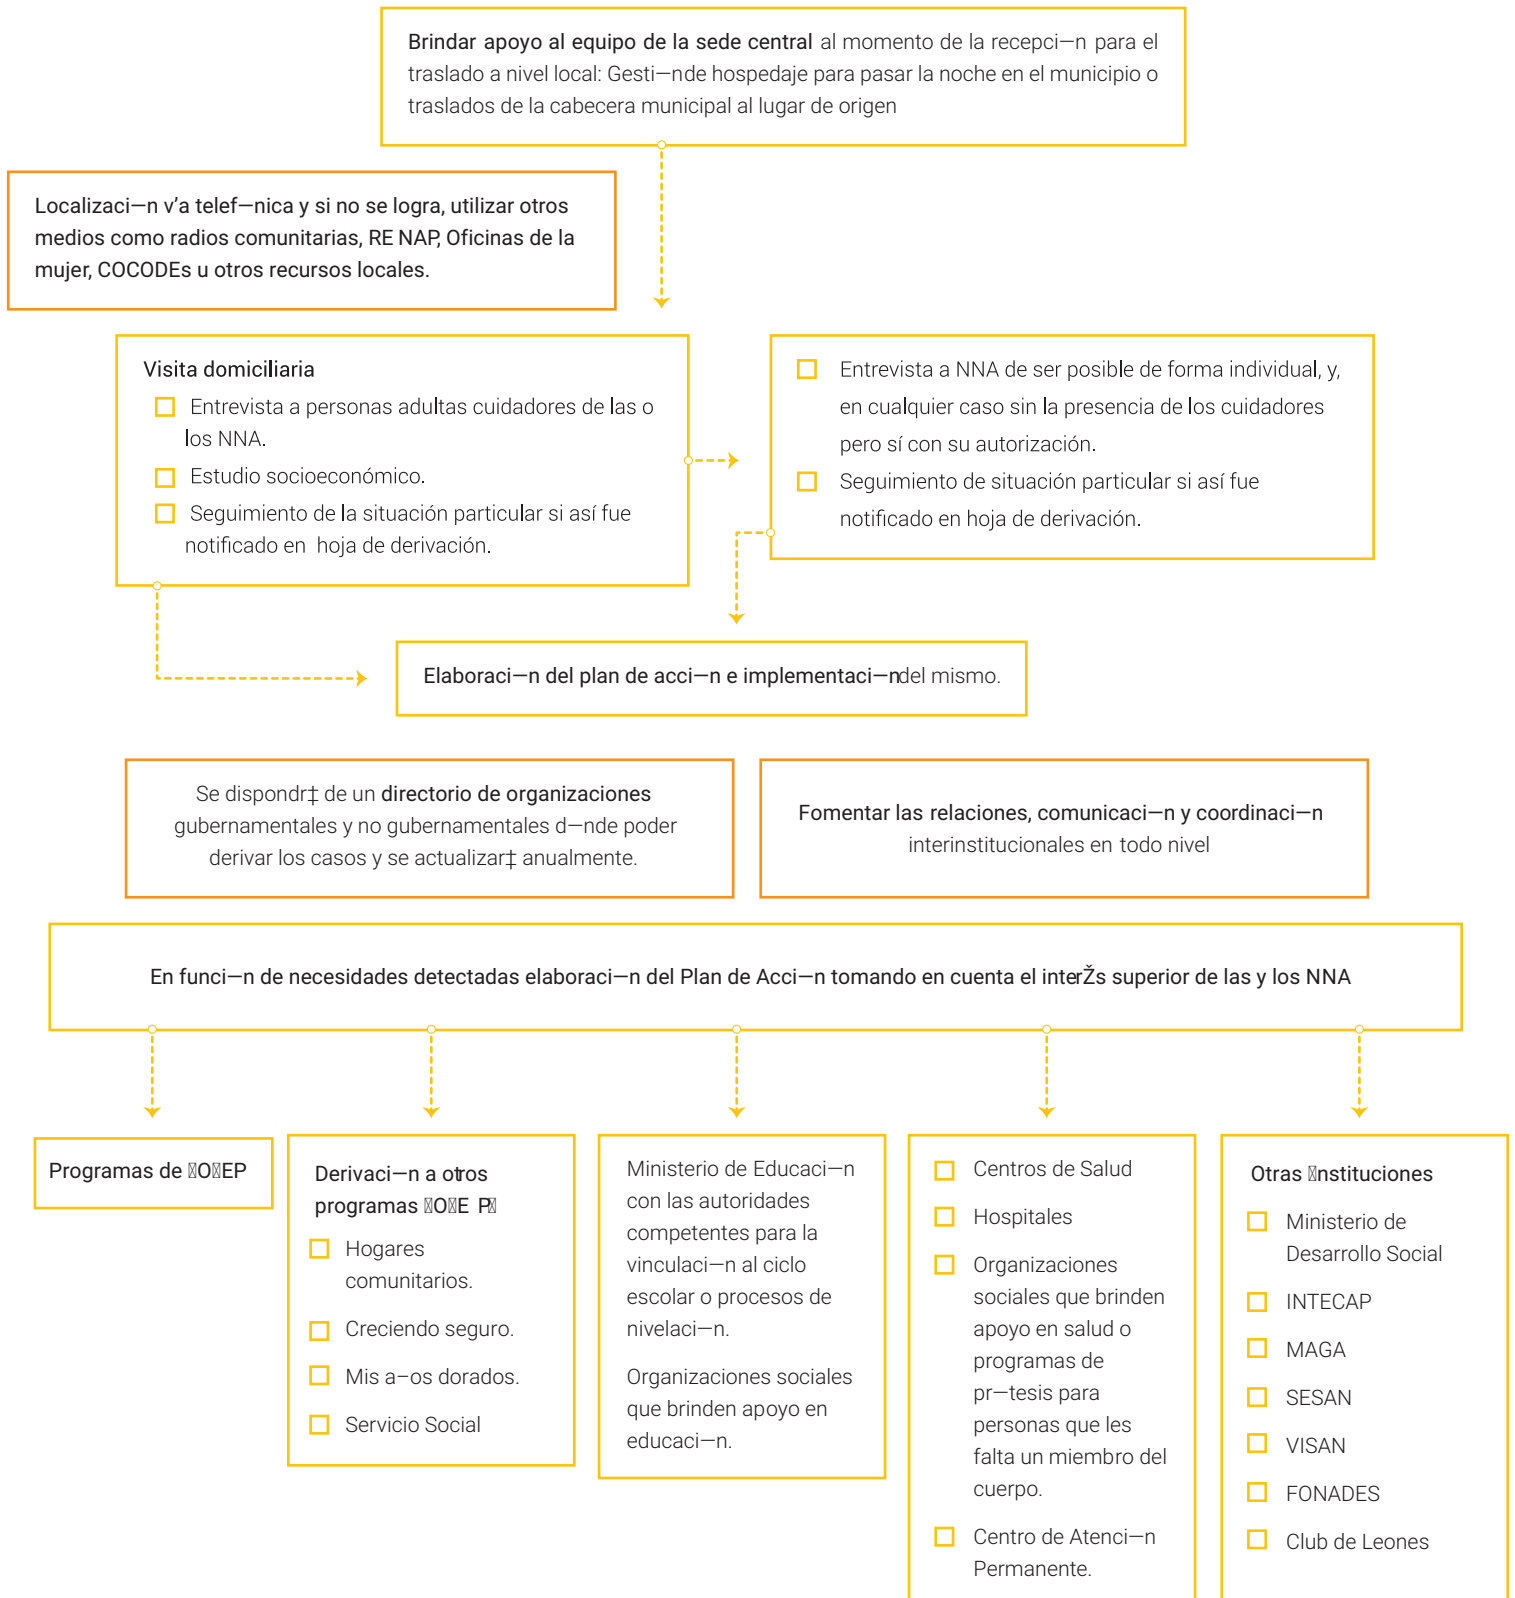 Brindar apoyo al equipo de la sede central al momento de la recepci—n para el
traslado a nivel local: Gesti—nde hospedaje para pasar la noche en el municipio o
traslados de la cabecera municipal al lugar de origen
Localizaci—n v’a telef—nica y si no se logra, utilizar otros
medios como radios comunitarias, RE NAP, Oficinas de la
mujer, COCODEs u otros recursos locales.
Visita domiciliaria
Entrevista a personas adultas cuidadores de las o
los NNA.
Estudio socioeconómico.
Seguimiento de la situación particular si así fue
notificado en hoja de derivación.
Entrevista a NNA de ser posible de forma individual, y,
en cualquier caso sin la presencia de los cuidadores
pero sí con su autorización.
Seguimiento de situación particular si así fue
notificado en hoja de derivación.
Elaboraci—n del plan de acci—n e implementaci—ndel mismo.
Se dispondr‡ de un directorio de organizaciones
gubernamentales y no gubernamentales d—nde poder
derivar los casos y se actualizar‡ anualmente.
Fomentar las relaciones, comunicaci—n y coordinaci—n
interinstitucionales en todo nivel
En funci—n de necesidades detectadas elaboraci—n del Plan de Acci—n tomando en cuenta el interŽs superior de las y los NNA
Programas de
Derivaci—n a otros
programas
Hogares
comunitarios.
Creciendo seguro.
Mis a–os dorados.
Servicio Social
Ministerio de Educaci—n
con las autoridades
competentes para la
vinculaci—n al ciclo
escolar o procesos de
nivelaci—n.
Organizaciones sociales
que brinden apoyo en
educaci—n.
Centros de Salud
Hospitales
Organizaciones
sociales que brinden
apoyo en salud o
programas de
pr—tesis para
personas que les
falta un miembro del
cuerpo.
Centro de Atenci—n
Permanente.
Otras
Ministerio de
Desarrollo Social
INTECAP
MAGA
SESAN
VISAN
FONADES
Club de Leones